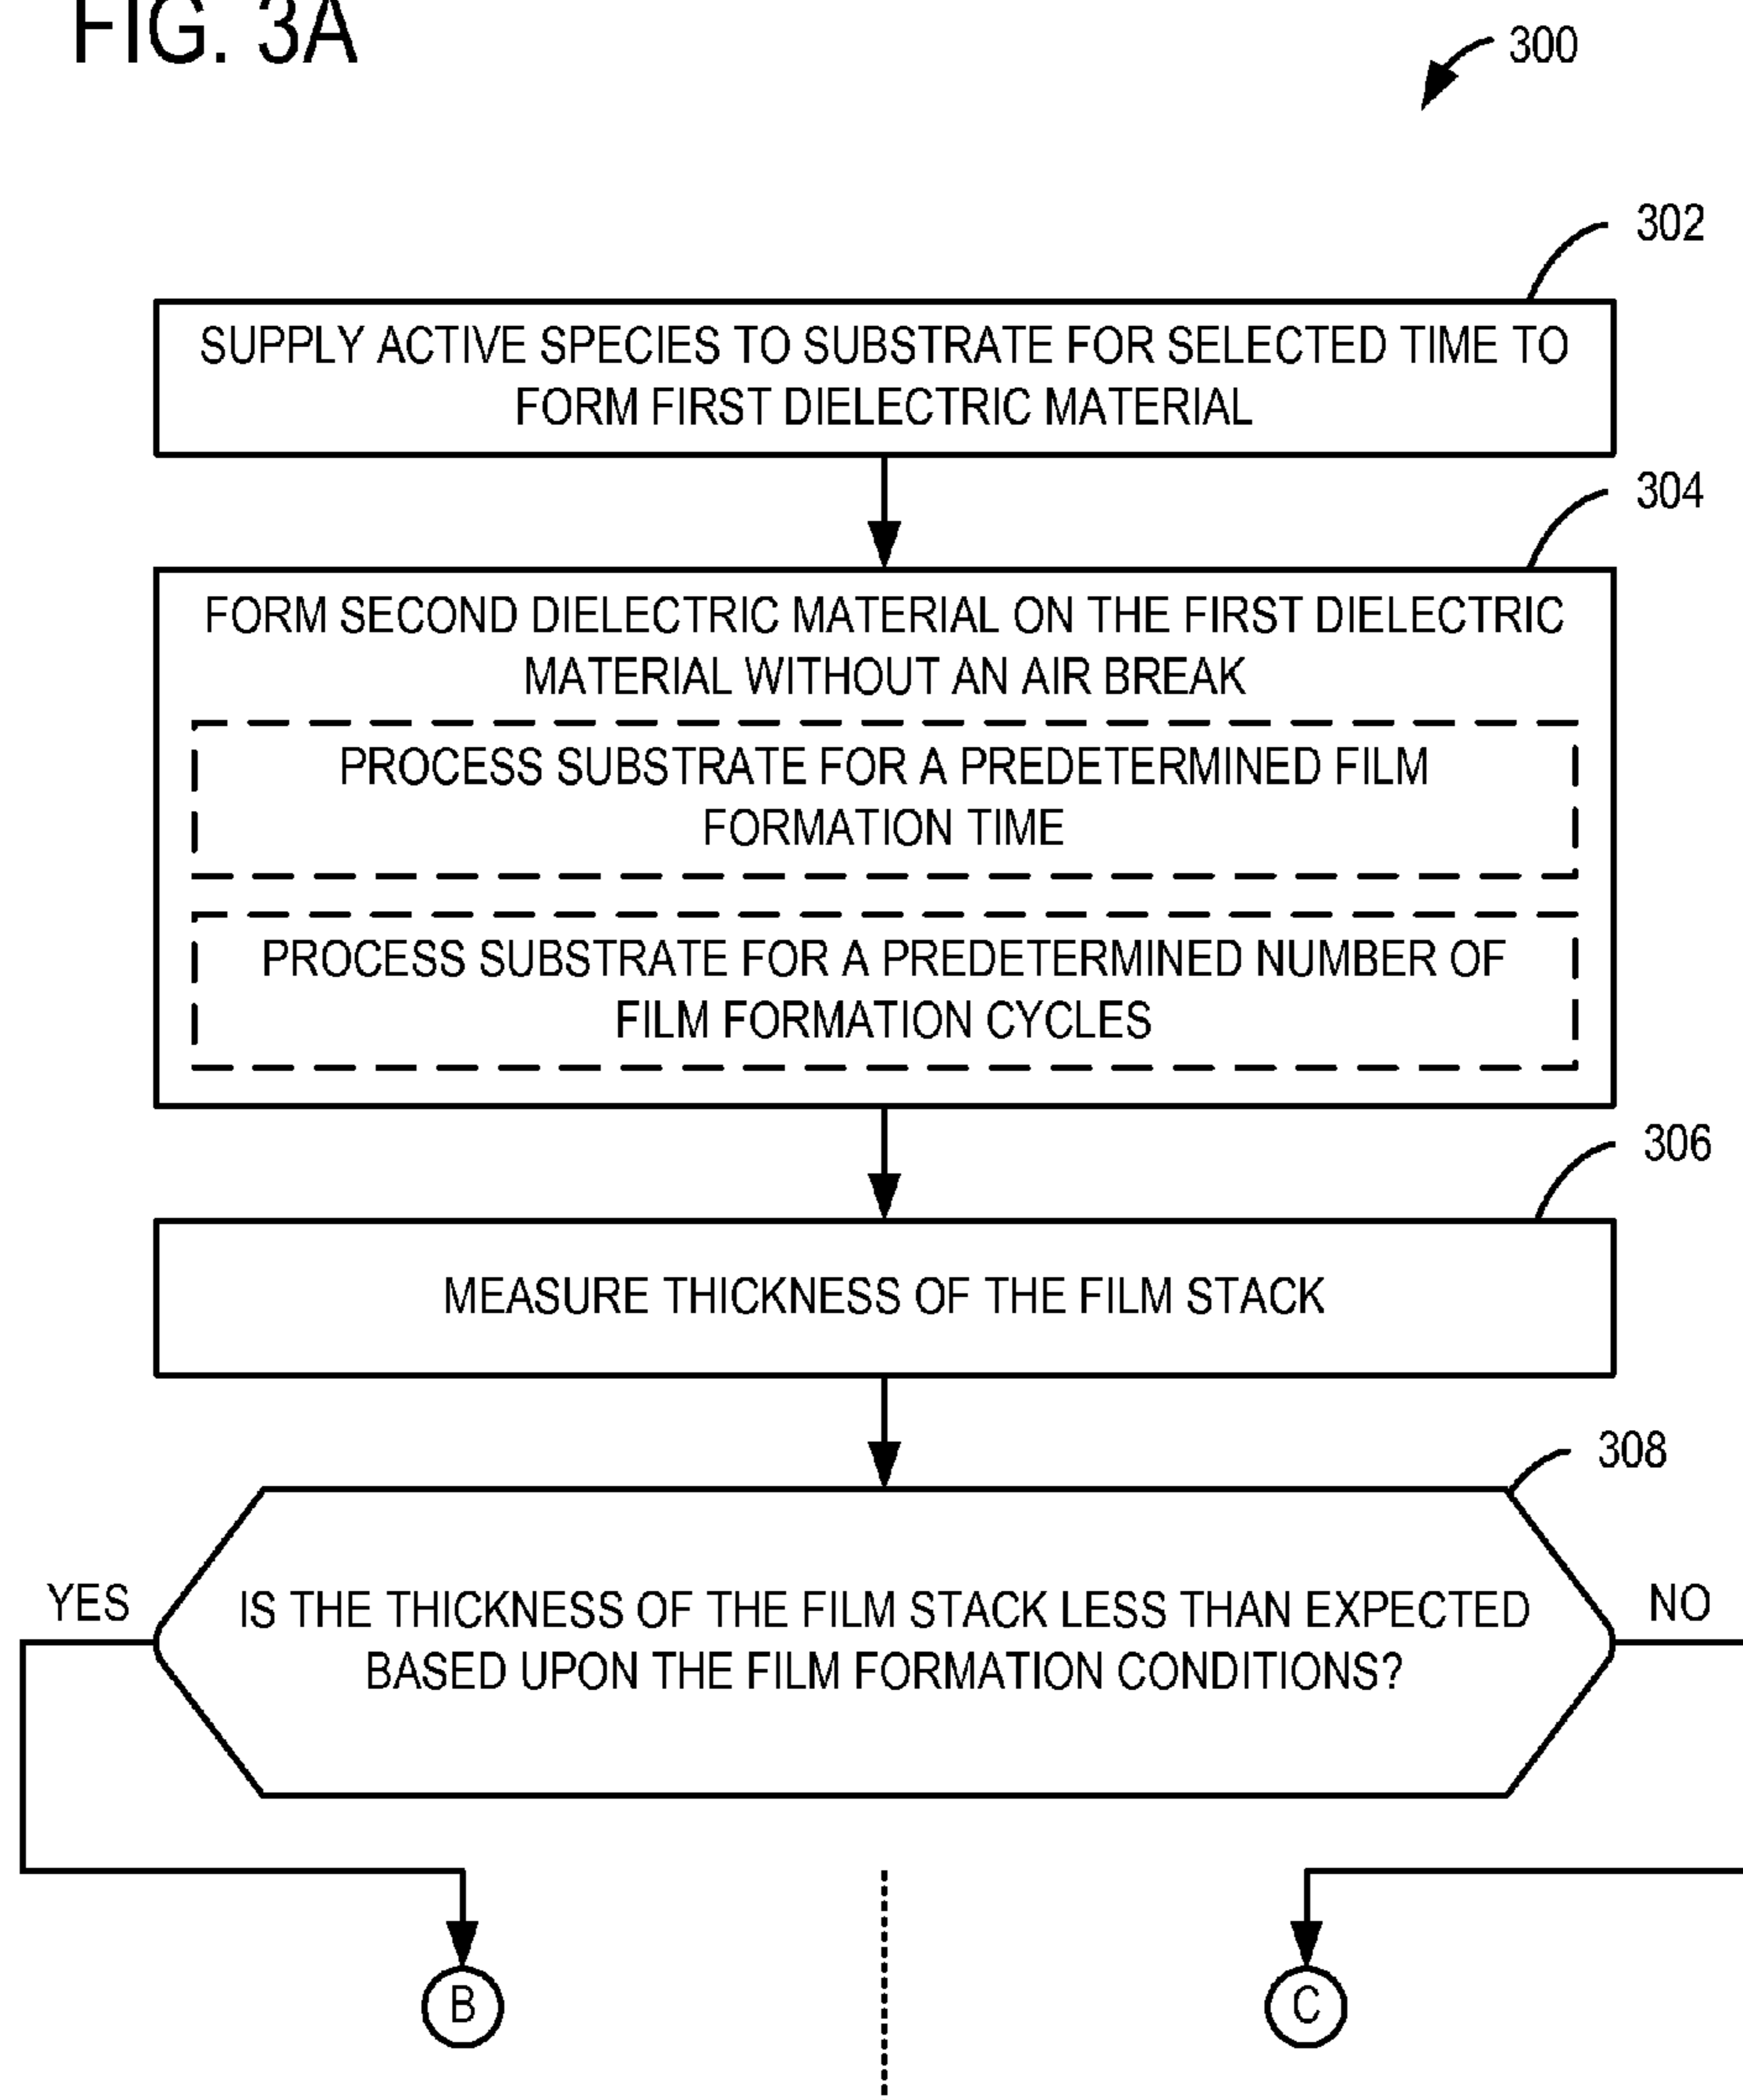 FIG. 3A
300
302
SUPPLY ACTIVE SPECIES TO SUBSTRATE FOR SELECTED TIME TO
FORM FIRST DIELECTRIC MATERIAL
304
FORM SECOND DIELECTRIC MATERIAL ON THE FIRST DIELECTRIC
MATERIAL WITHOUT AN AIR BREAK
PROCESS SUBSTRATE FOR A PREDETERMINED FILM
FORMATION TIME
PROCESS SUBSTRATE FOR A PREDETERMINED NUMBER OF
FILM FORMATION CYCLES
306
MEASURE THICKNESS OF THE FILM STACK
308
YES
IS THE THICKNESS OF THE FILM STACK LESS THAN EXPECTED
BASED UPON THE FILM FORMATION CONDITIONS?
NO
B
C